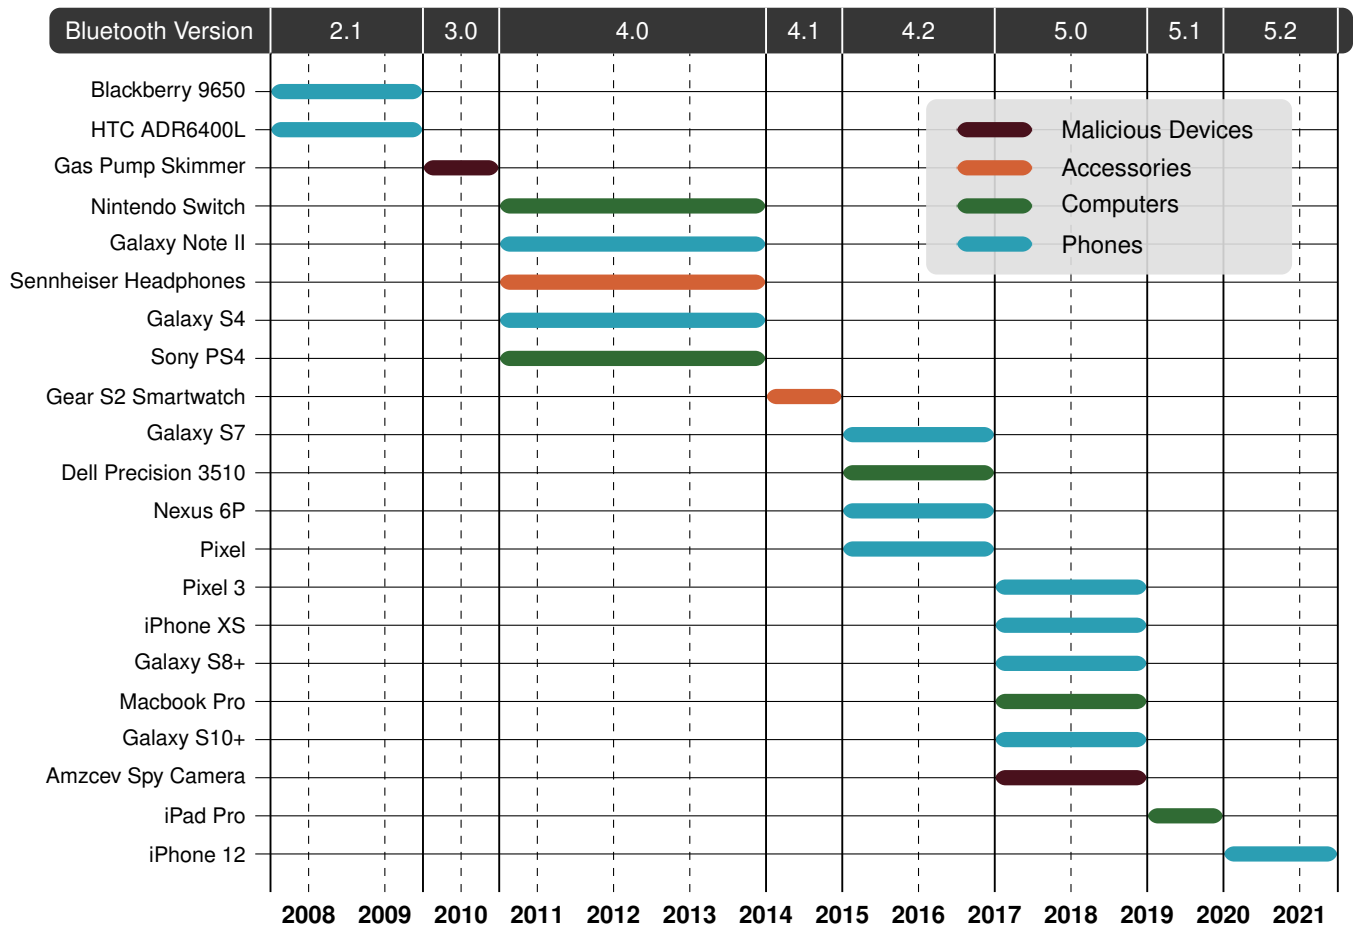 Bluetooth Version 2.1 3.0 4.0 4.1 4.2 5.0 5.1 5.2
Blackberry 9650
HTC ADR6400L
Gas Pump Skimmer
Nintendo Switch
Galaxy Note II
Sennheiser Headphones
Galaxy S4
Sony PS4
Gear S2 Smartwatch
Galaxy S7
Dell Precision 3510
Nexus 6P
Pixel
Pixel 3
iPhone XS
Galaxy S8+
Macbook Pro
Galaxy S10+
Amzcev Spy Camera
iPad Pro
iPhone 12
Malicious Devices
Accessories
Computers
Phones
2008 2009 2010 2011 2012 2013 2014 2015 2016 2017 2018 2019 2020 2021